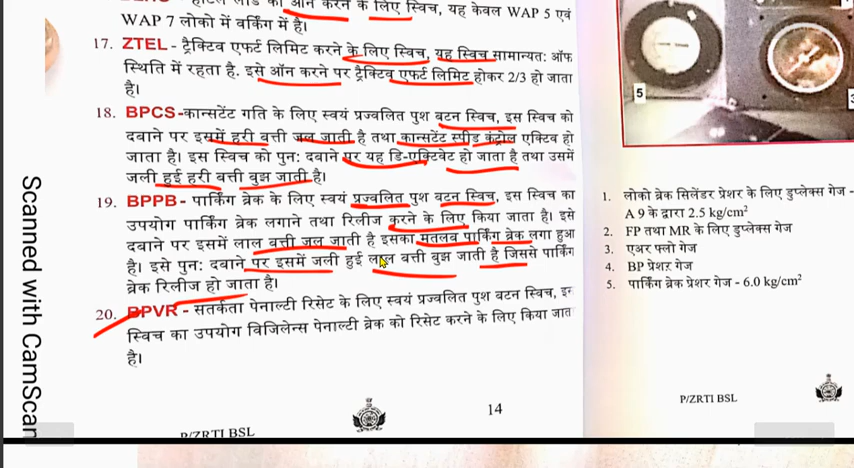 करने के लिए स्विच, यह केवल WAP 5 एवं
WAP 7 लोको में वर्किंग में है।
17. ZTEL - ट्रैक्टिव एफर्ट लिमिट करने के लिए स्विच, यह स्विच सामान्यत: ऑफ
स्थिति में रहता है. इसे ऑन करने पर ट्रैक्टिव एफर्ट लिमिट होकर 2/3 हो जाता
है।
18. BPCS-कान्सटेंट गति के लिए स्वयं प्रज्वलित पुश बटन स्विच, इस स्विच को
दबाने पर इसमें हरी बत्ती जल जाती है तथा कान्सटेंट स्पीड कंट्रोल एक्टिव हो
जाता है। इस स्विच को पुन: दबाने पर यह डि-एक्टिवेट हो जाता है तथा उसमें
जली हुई हरी बत्ती बुझ जाती है।
19. BPPB - पार्किंग ब्रेक के लिए स्वयं प्रज्वलित पुश बटन स्विच, इस स्विच का
उपयोग पार्किंग ब्रेक लगाने तथा रिलीज करने के लिए किया जाता है। इसे
दबाने पर इसमें लाल बत्ती जल जाती है इसका मतलब पार्किंग ब्रेक लगा हुआ
है। इसे पुन: दबाने पर इसमें जली हुई लाल बत्ती बुझ जाती है जिससे पार्किंग
ब्रेक रिलीज हो जाता है।
20. BPVR - सतर्कता पेनाल्टी रिसेट के लिए स्वयं प्रज्वलित पुश बटन स्विच,
स्विच का उपयोग विजिलेन्स पेनाल्टी ब्रेक को रिसेट करने के लिए किया जात
है।
14
P/ZRTI BSL
5
1. लोको ब्रेक सिलेंडर प्रेशर के लिए डुप्लेक्स गेज -
A 9 के द्वारा 2.5 kg/cm²
2. FP तथा MR के लिए डुप्लेक्स गेज
3. एअर फ्लो गेज
4. BP प्रेशर गेज
5. पार्किंग ब्रेक प्रेशर गेज - 6.0 kg/cm²
P/ZRTI BSL
Scanned with CamScan